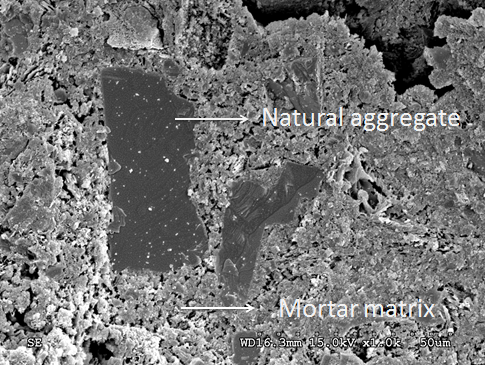 Natural aggregate
Mortar matrix
SE WD16.3mm 15.0kV x1.0k 50um